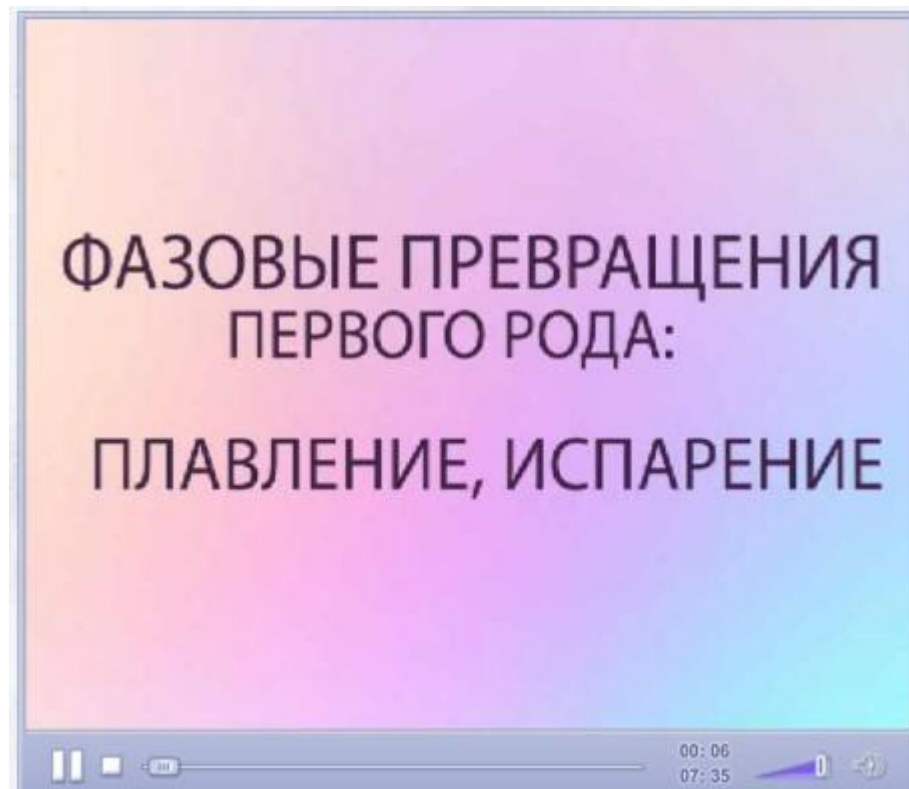 ФАЗОВЫЕ ПРЕВРАЩЕНИЯ
ПЕРВОГО РОДА:
ПЛАВЛЕНИЕ, ИСПАРЕНИЕ
00:06
07:35